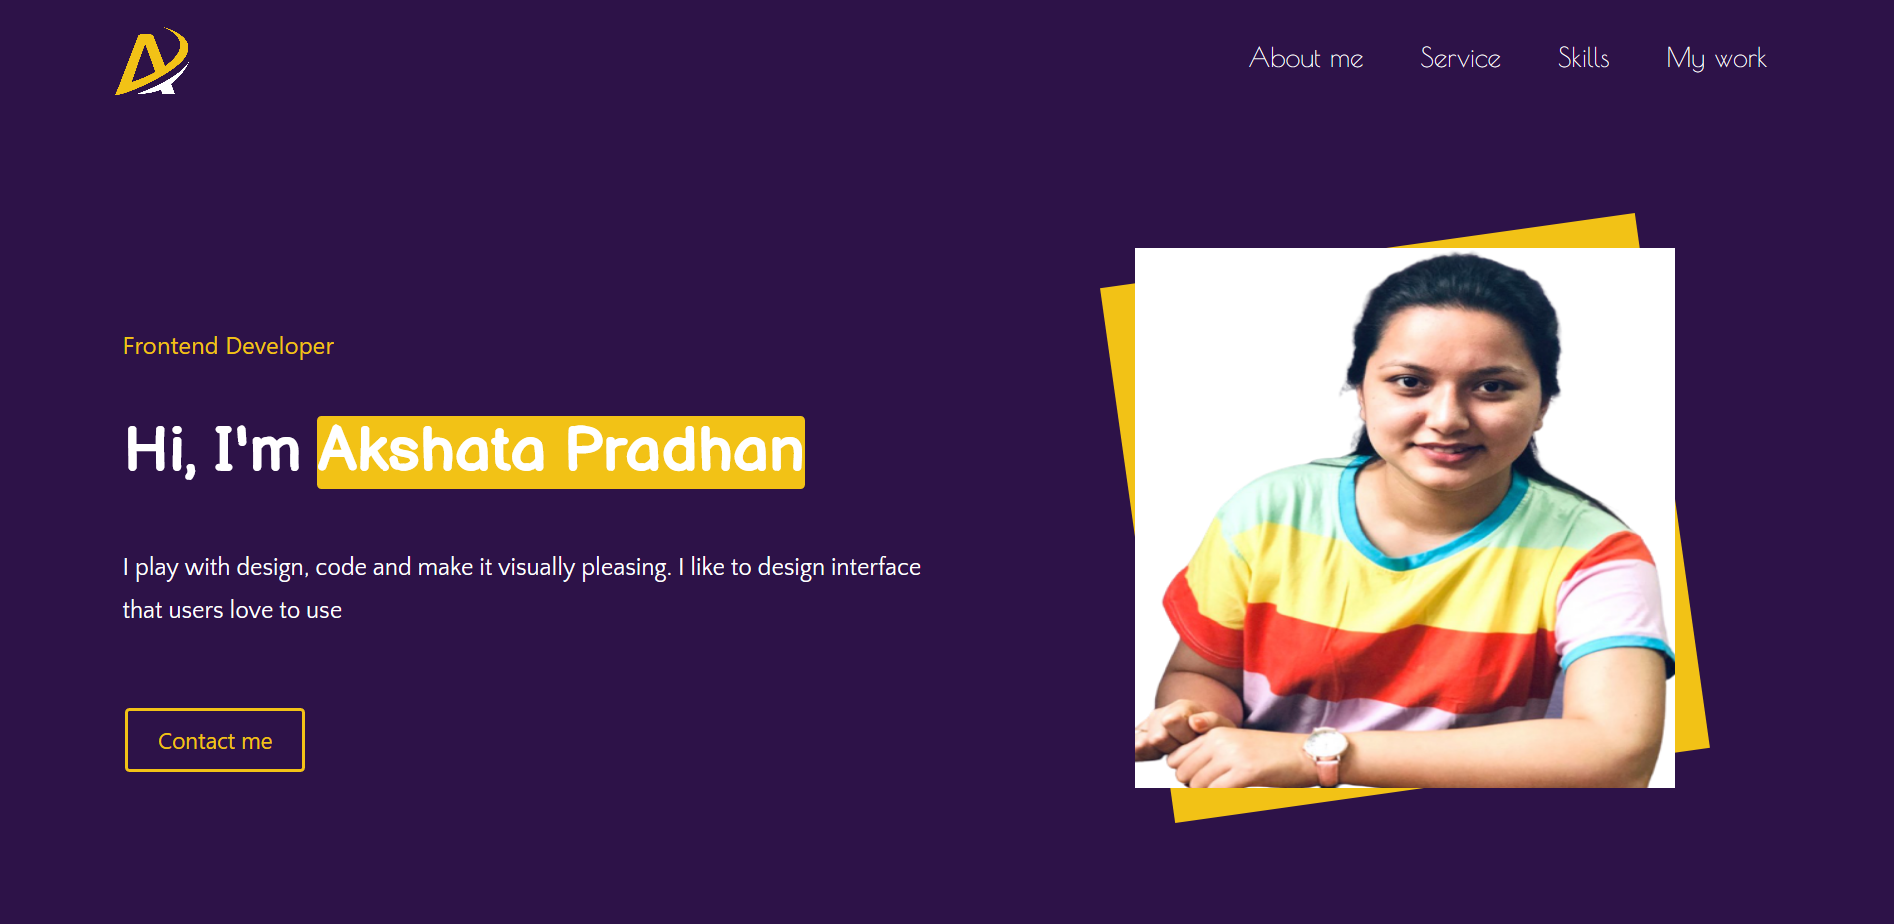 About me
Service
Skills
My work
Frontend Developer
Hi, I'm Akshata Pradhan
I play with design, code and make it visually pleasing. I like to design interface
that users love to use
Contact me